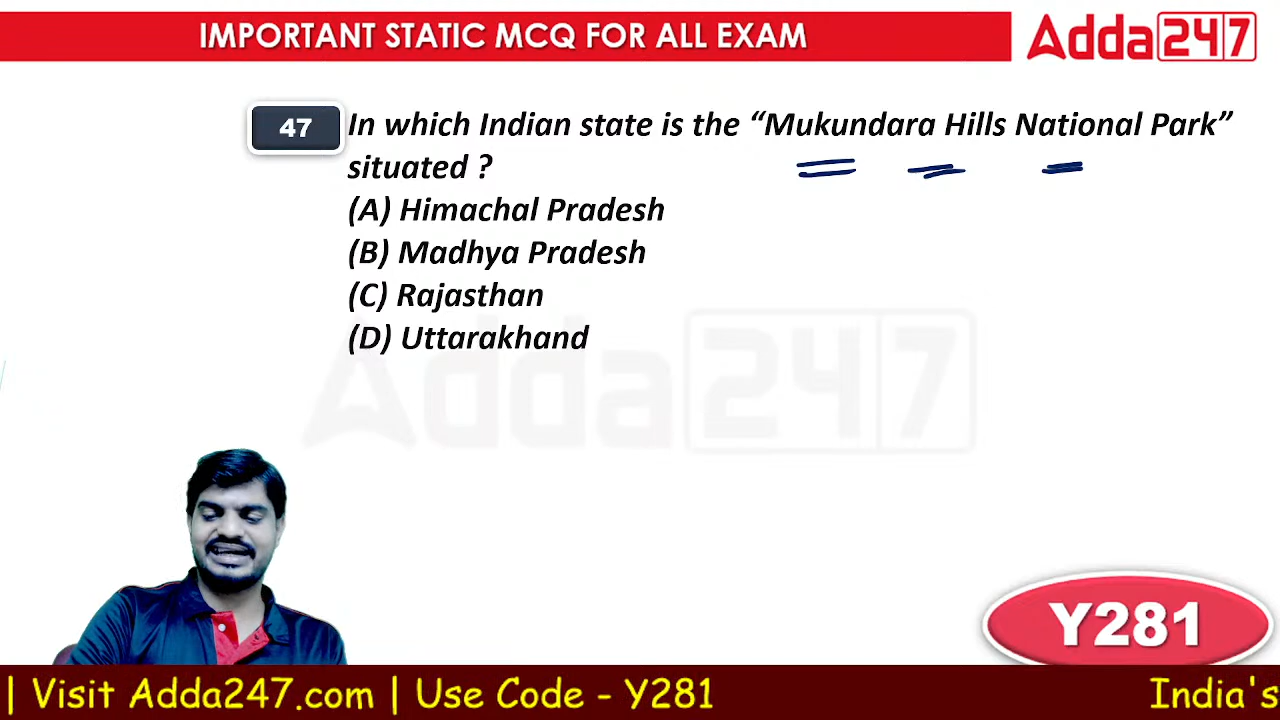 IMPORTANT STATIC MCQ FOR ALL EXAM
Adda247
47
In which Indian state is the “Mukundara Hills National Park”
situated ?
(A) Himachal Pradesh
(B) Madhya Pradesh
(C) Rajasthan
(D) Uttarakhand
Adda247
Y281
| Visit Adda247.com | Use Code - Y281 India's